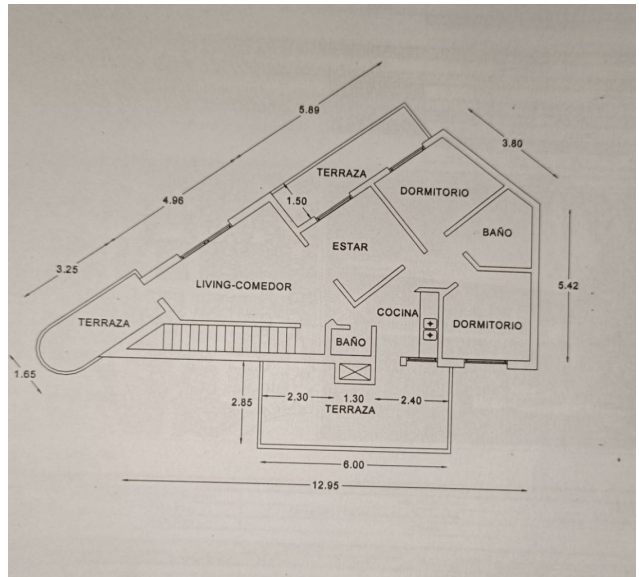 5.89
3.80
TERRAZA
4.96
1.50
DORMITORIO
ESTAR
BAÑO
3.25
LIVING-COMEDOR
5.42
COCINA
TERRAZA
DORMITORIO
BAÑO
1.65
2.85
2.30
1.30
2.40
TERRAZA
6.00
12.95